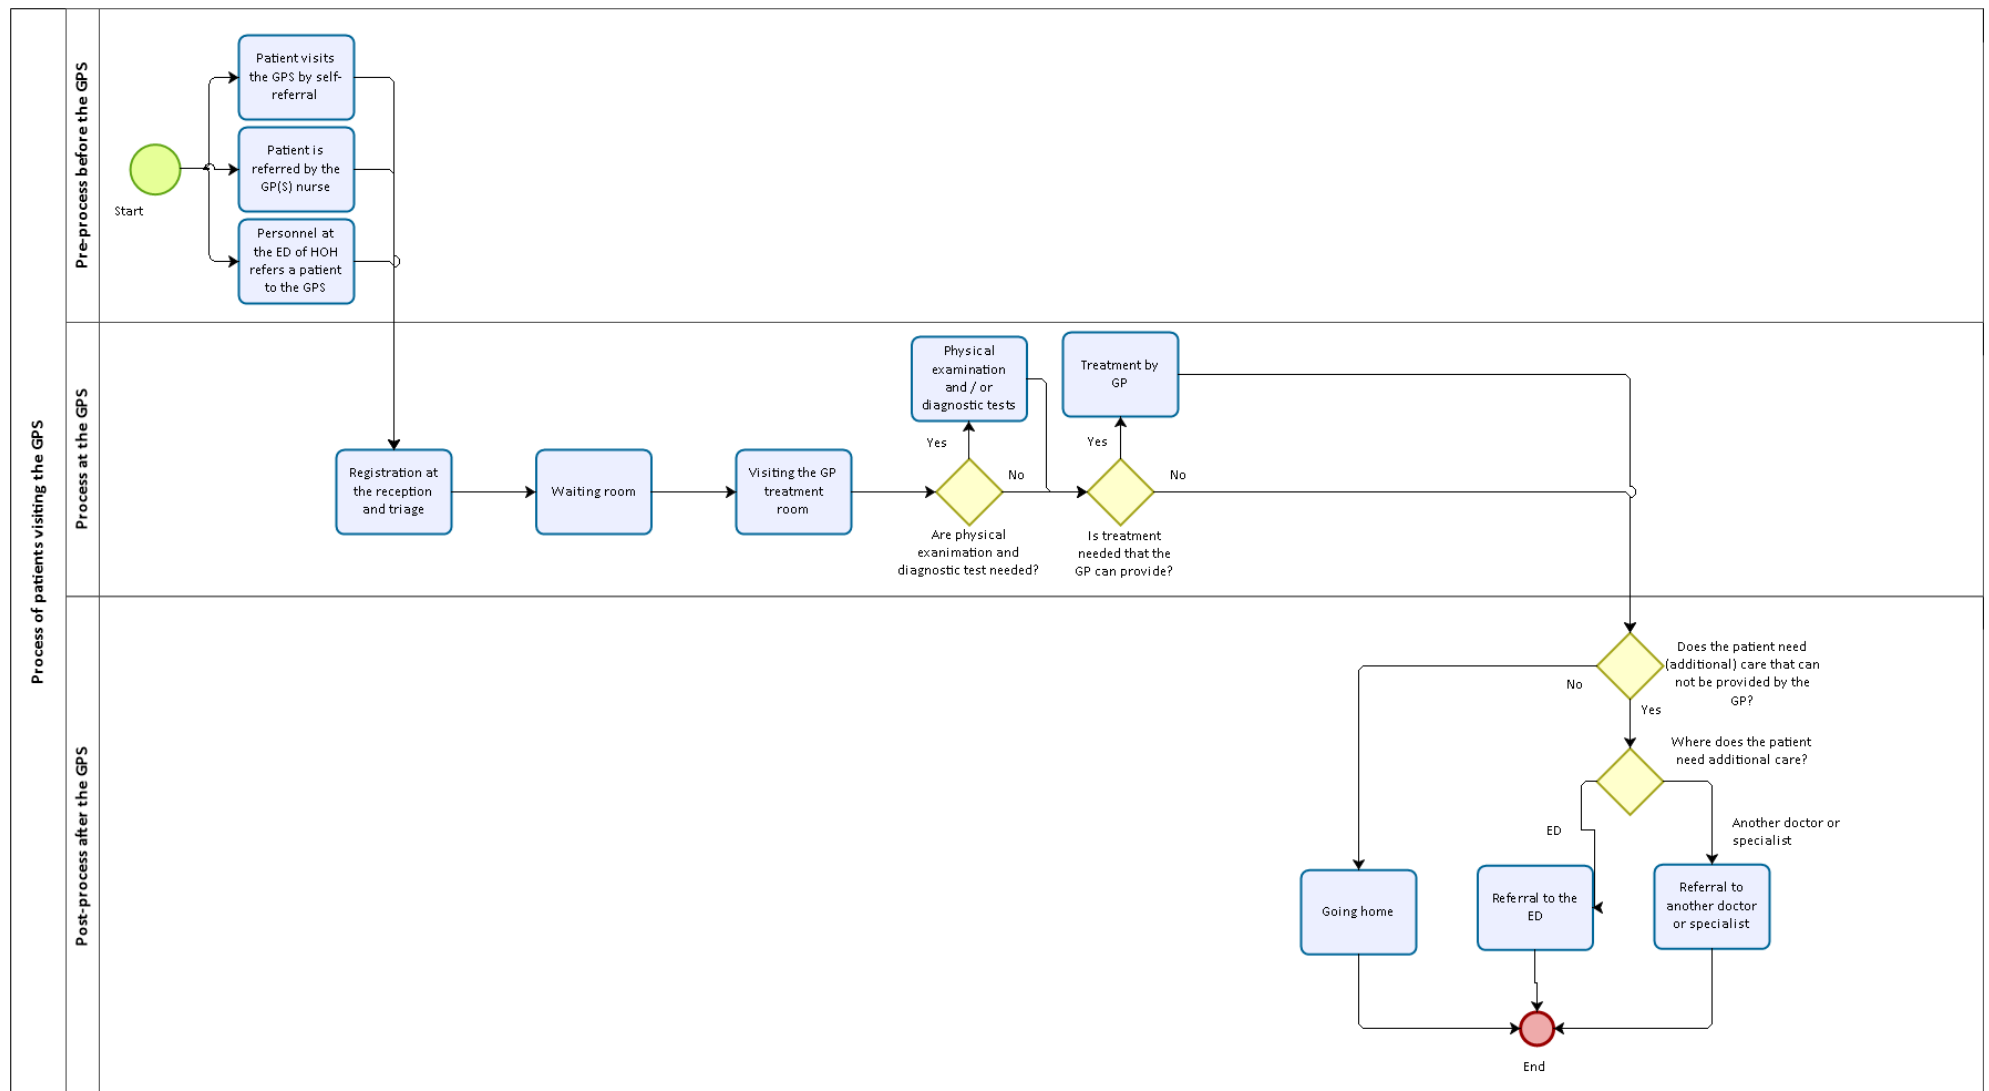 Process of patients visiting the GPS
Pre-process before the GPS
Patient visits
the GPS by self-
referral
Patient is
referred by the
GP(S) nurse
Start
Personnel at
the ED of HOH
refers a patient
to the GPS
Process at the GPS
Registration at
the reception
and triage
Waiting room
Visiting the GP
treatment
room
Physical
examination
and / or
diagnostic tests
Yes
No
Are physical
exanimation and
diagnostic test needed?
Treatment by
GP
Yes
No
Is treatment
needed that the
GP can provide?
Post-process after the GPS
Does the patient need
(additional) care that can
not be provided by the
GP?
No
Yes
Where does the patient
need additional care?
ED
Another doctor or
specialist
Going home
Referral to the
ED
Referral to
another doctor
or specialist
End